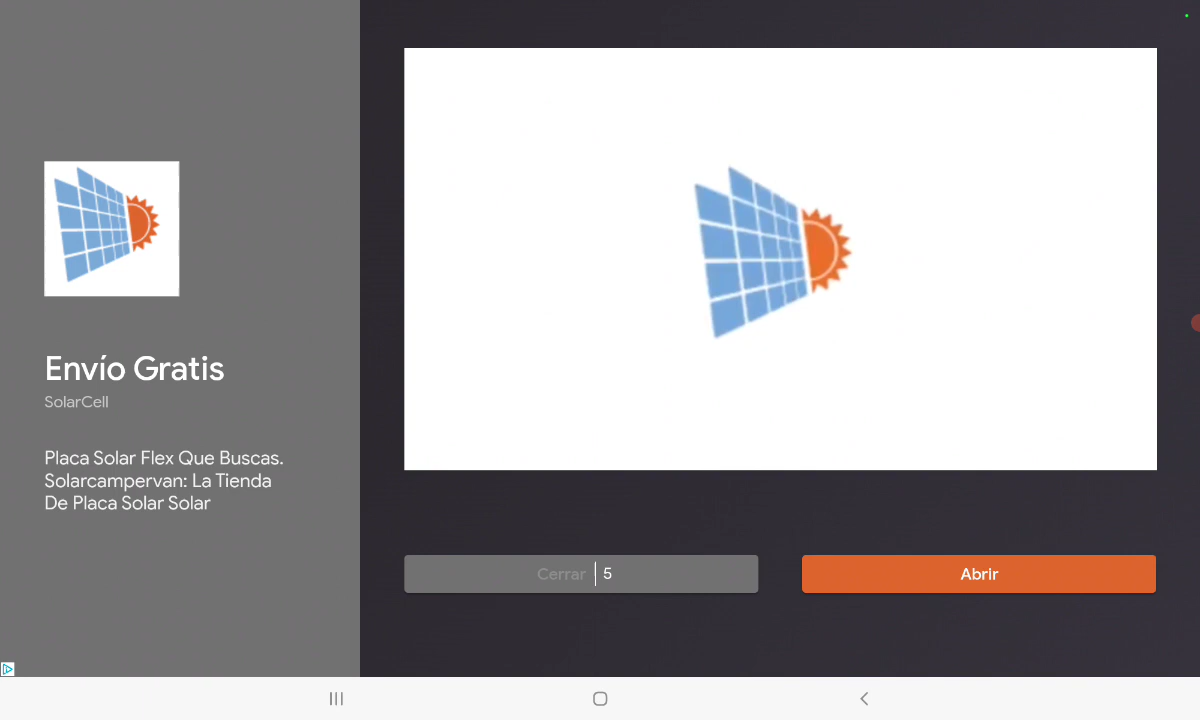 Envío Gratis
SolarCell
Placa Solar Flex Que Buscas.
Solarcampervan: La Tienda
De Placa Solar Solar
Cerrar 5
Abrir